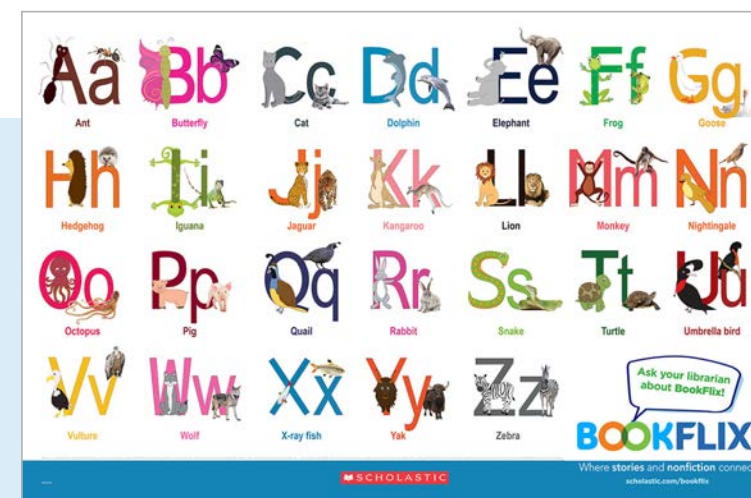 Aa Bb Cc Dd Ee Ff Gg
Ant Butterfly Cat Dolphin Elephant Frog Goose
Hh Ii Jj Kk Ll Mm Nn
Hedgehog Iguana Jaguar Kangaroo Lion Monkey Nightingale
Oo Pp Qq Rr Ss Tt Uu
Octopus Pig Quail Rabbit Snake Turtle Umbrella bird
Vv Ww Xx Yy Zz
Vulture Wolf X-ray fish Yak Zebra
Ask your librarian
about BookFlix!
BOOKFLIX
Where stories and nonfiction connec
scholastic.com/bookflix
SCHOLASTIC